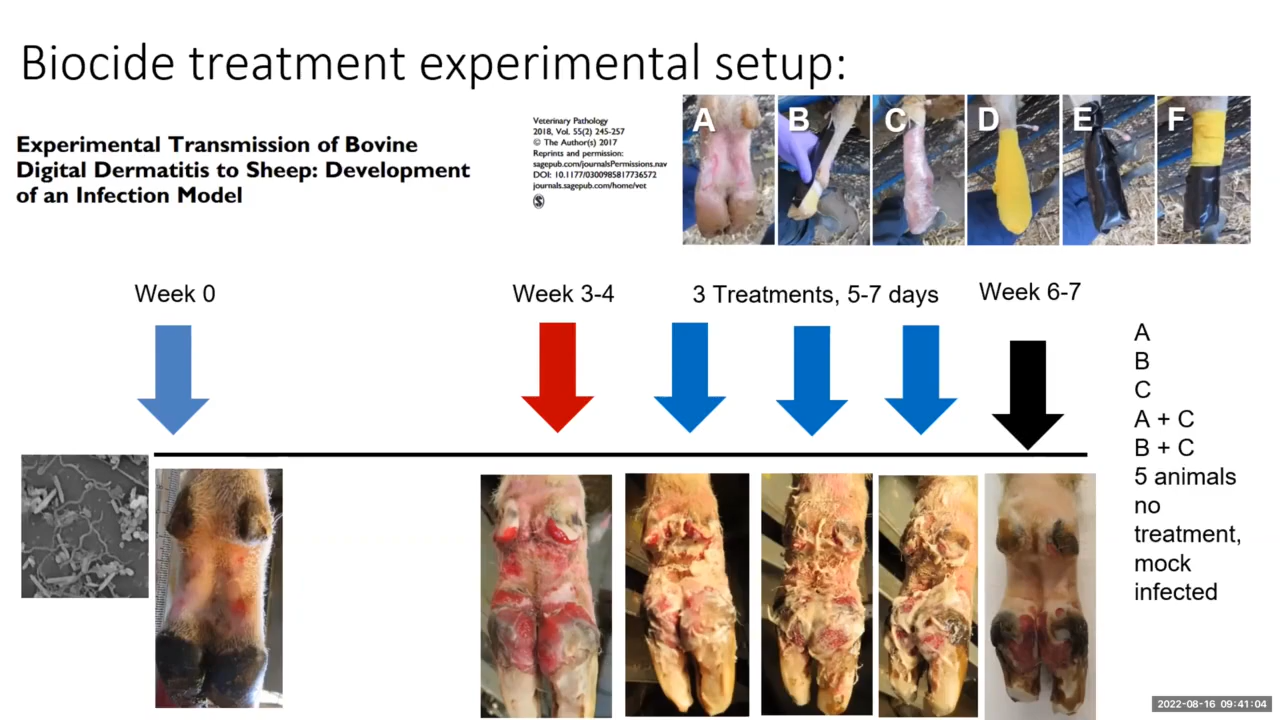 Biocide treatment experimental setup:
Experimental Transmission of Bovine
Digital Dermatitis to Sheep: Development
of an Infection Model
Veterinary Pathology
2018, Vol. 55(2) 245-257
© The Author(s) 2017
Reprints and permission:
sagepub.com/journalsPermissions.nav
DOI: 10.1177/0300985817736572
journals.sagepub.com/home/vet
A B C D E F
Week 0
Week 3-4
3 Treatments, 5-7 days
Week 6-7
A
B
C
A + C
B + C
5 animals
no
treatment,
mock
infected
2022-08-16 09:41:04